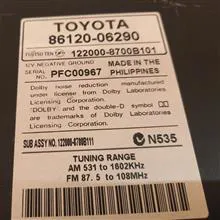 TOYOTA
86120-06290
FUJITSU TEN 122000-8700B101
12V NEGATIVE GROUND MADE IN THE
SERIAL NO. PFC00967 PHILIPPINES
Dolby noise reduction manufactured
under license from Dolby Laboratories
Licensing Corporation.
"DOLBY" and the double-D symbol
are trademarks of Dolby Laboratories
Licensing Corporation.
SUB ASSY NO. 122000-8700B111 N535
TUNING RANGE
AM 531 to 1602KHz
FM 87. 5 to 108MHz